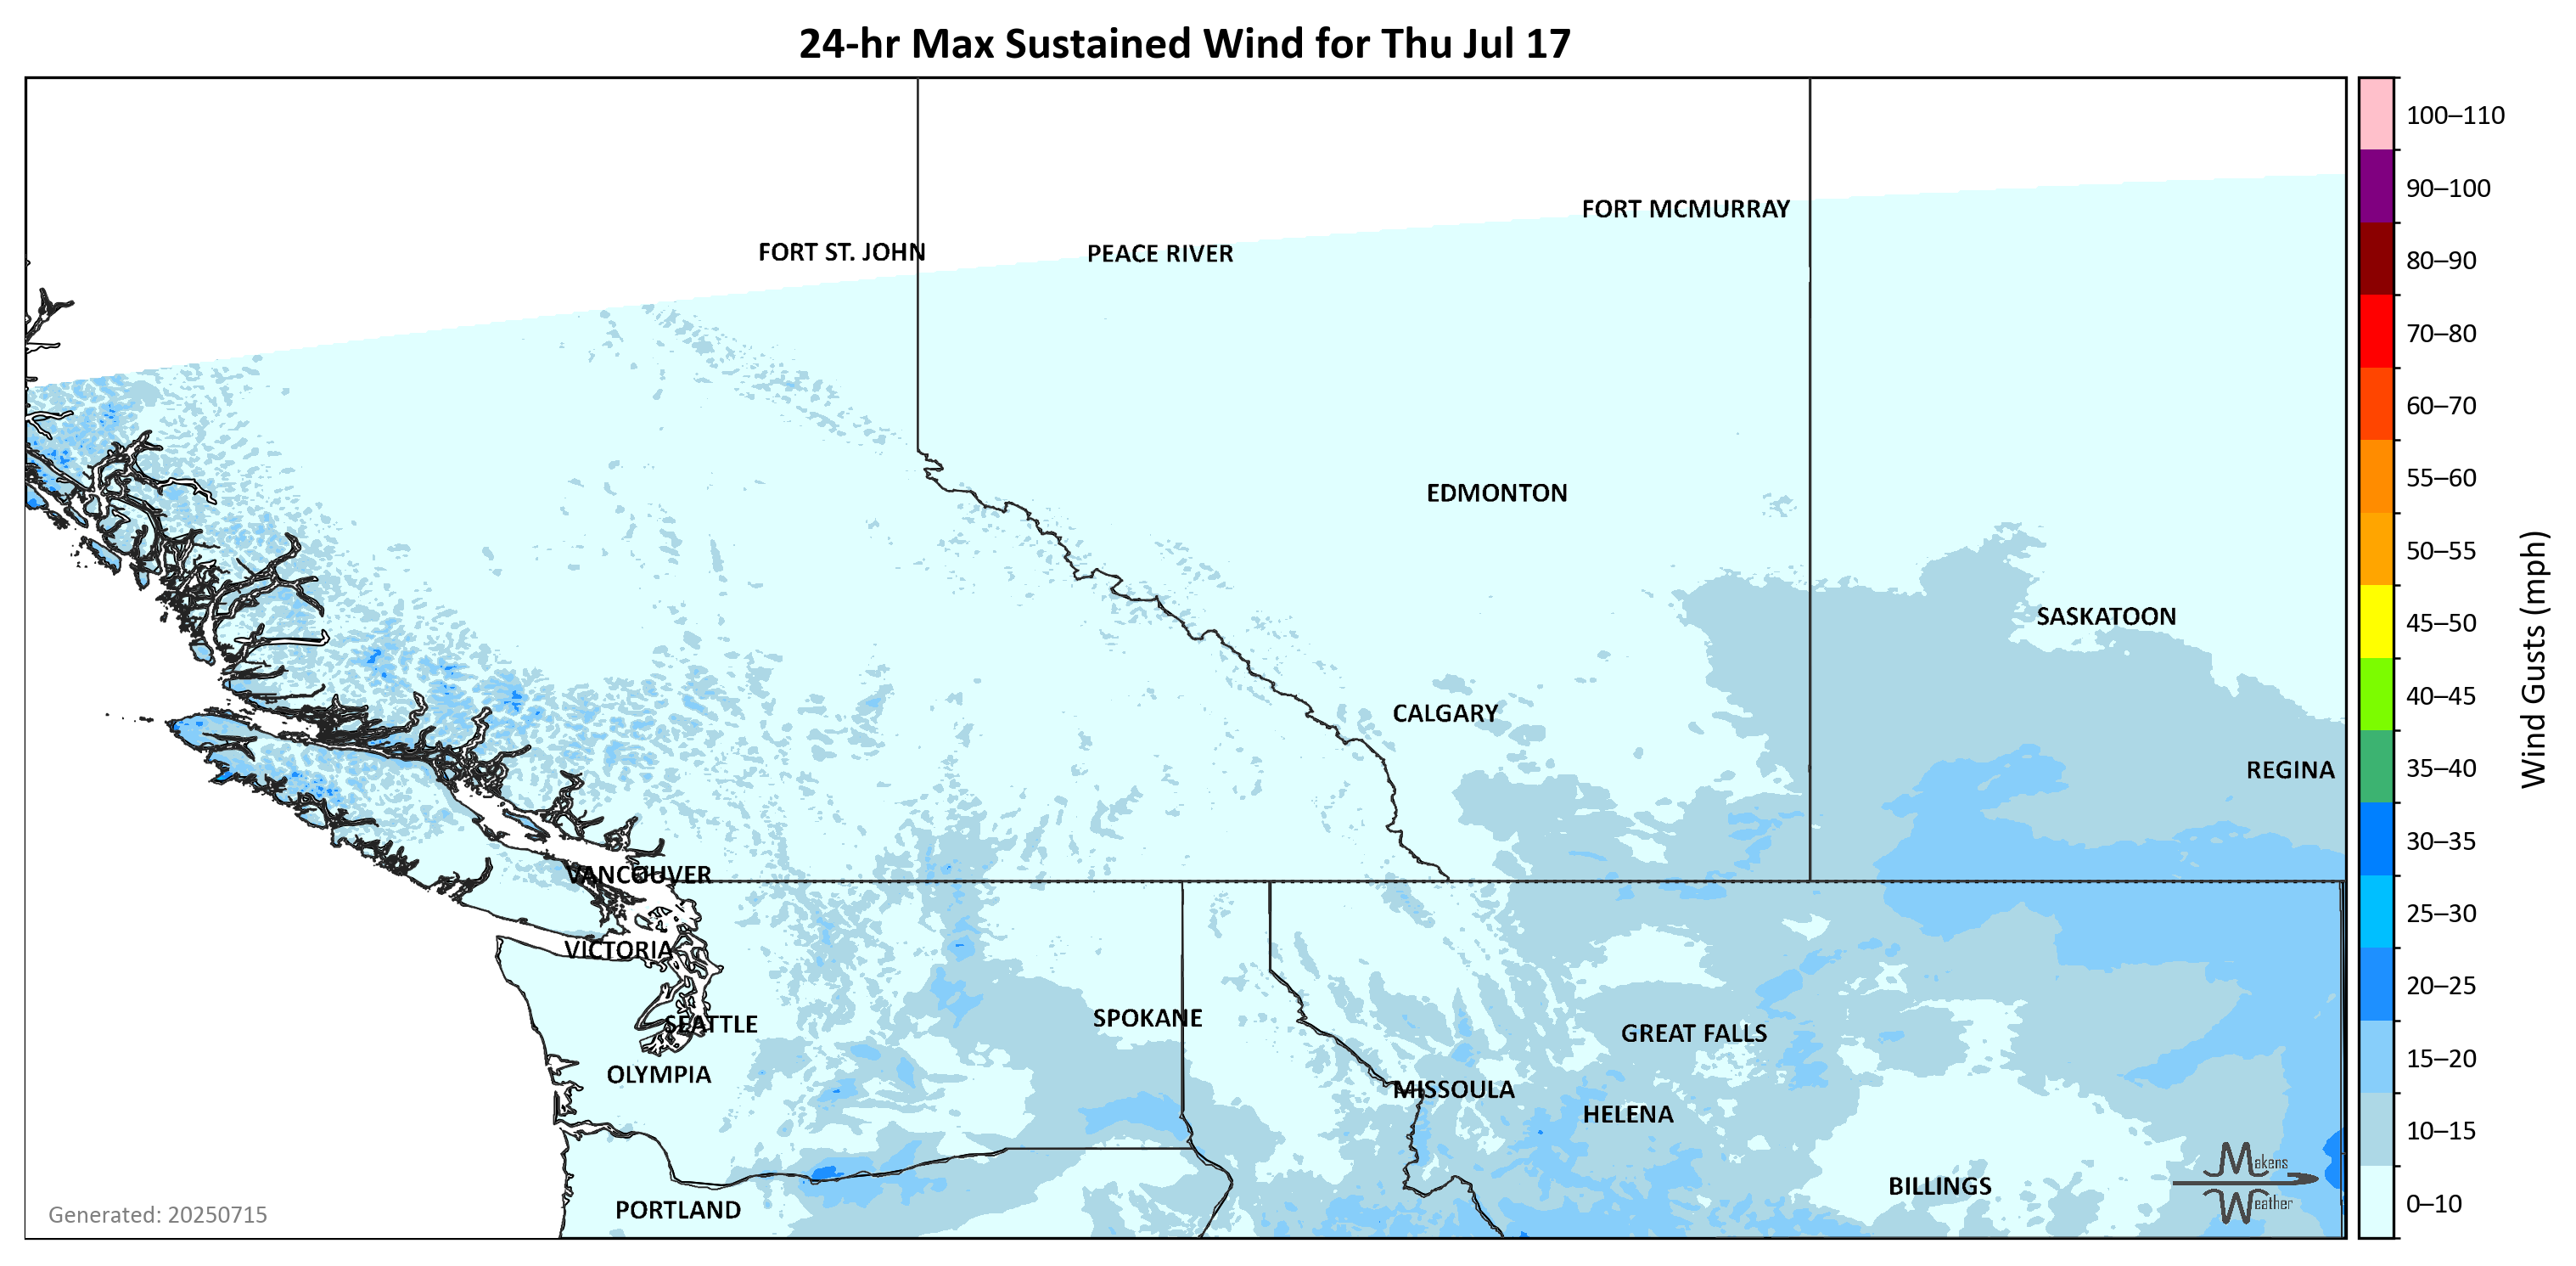 24-hr Max Sustained Wind for Thu Jul 17
100–110
90–100
80–90
70–80
60–70
55–60
50–55
45–50
40–45
35–40
30–35
25–30
20–25
15–20
10–15
0–10
Wind Gusts (mph)
FORT MCMURRAY
FORT ST. JOHN
PEACE RIVER
EDMONTON
SASKATOON
CALGARY
REGINA
VANCOUVER
VICTORIA
SEATTLE
SPOKANE
GREAT FALLS
OLYMPIA
MISSOULA
HELENA
BILLINGS
PORTLAND
Makens
Weather
Generated: 20250715